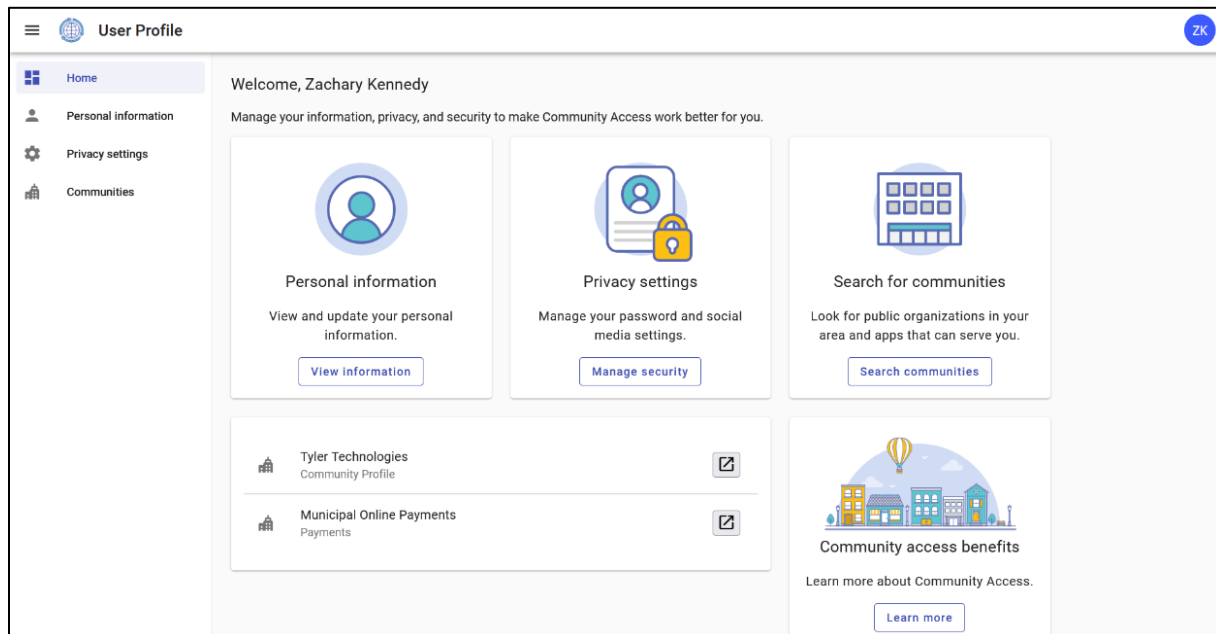 User Profile
ZK
Home
Personal information
Privacy settings
Communities
Welcome, Zachary Kennedy
Manage your information, privacy, and security to make Community Access work better for you.
Personal information
View and update your personal
information.
View information
Privacy settings
Manage your password and social
media settings.
Manage security
Search for communities
Look for public organizations in your
area and apps that can serve you.
Search communities
Tyler Technologies
Community Profile
Municipal Online Payments
Payments
Community access benefits
Learn more about Community Access.
Learn more